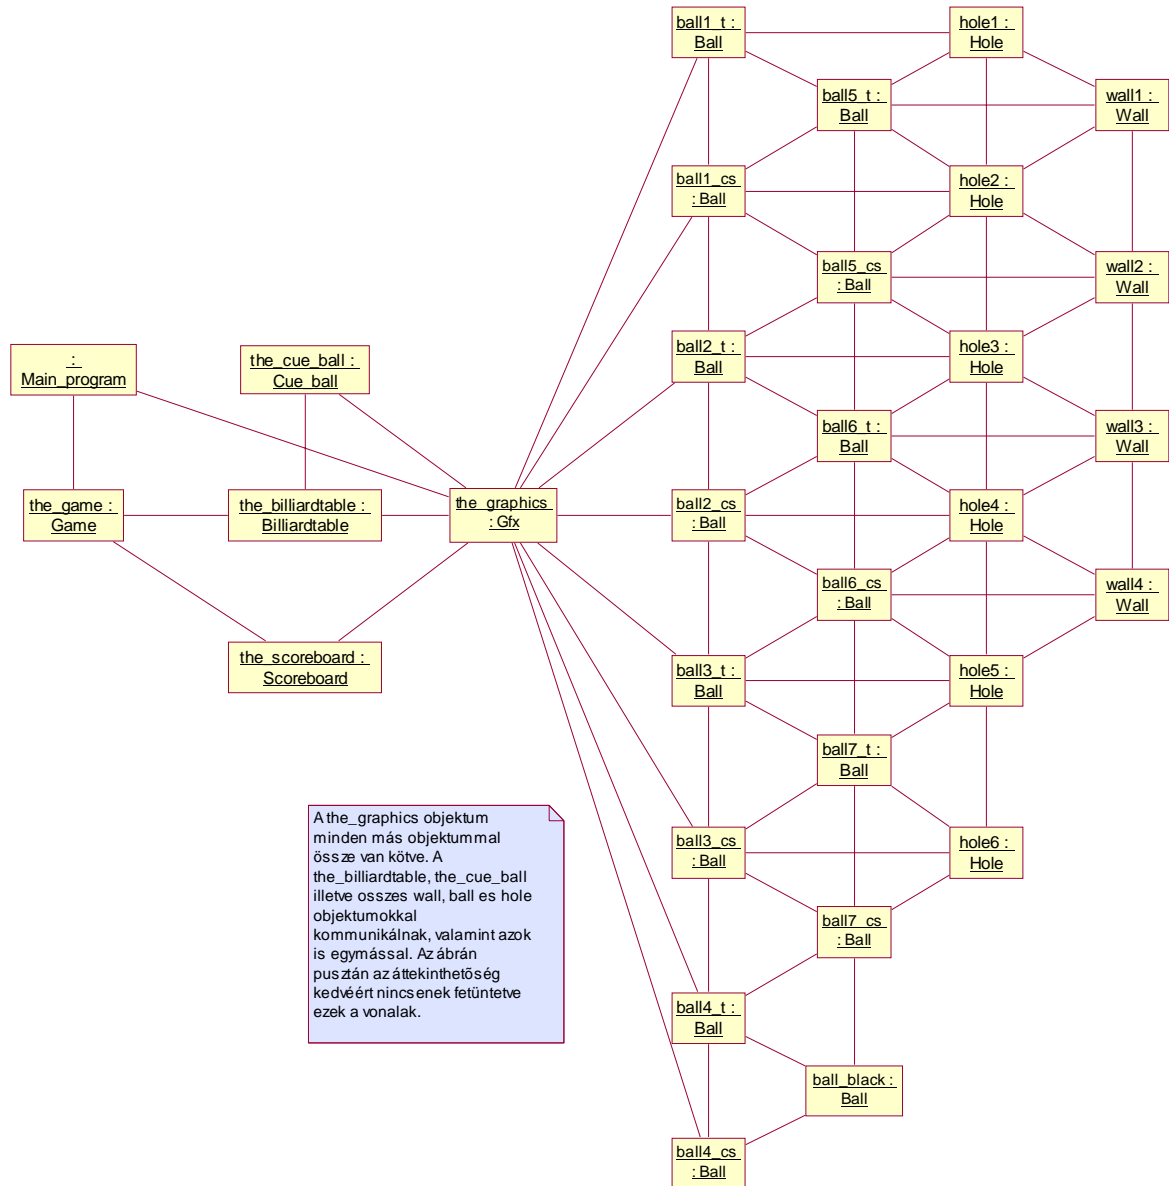 ball1_t :
Ball
hole1 :
Hole
ball5_t :
Ball
wall1 :
Wall
ball1_cs
: Ball
hole2 :
Hole
ball5_cs
: Ball
wall2 :
Wall
ball2_t :
Ball
hole3 :
Hole
:
Main_program
the_cue_ball :
Cue_ball
ball6_t :
Ball
wall3 :
Wall
the_game :
Game
the_billiardtable :
Billiardtable
the_graphics
: Gfx
ball2_cs
: Ball
hole4 :
Hole
ball6_cs
: Ball
wall4 :
Wall
the_scoreboard :
Scoreboard
ball3_t :
Ball
hole5 :
Hole
ball7_t :
Ball
A the_graphics objektum
minden más objektummal
össze van kötve. A
the_billiardtable, the_cue_ball
illetve osszes wall, ball es hole
objektumokkal
kommunikálnak, valamint azok
is egymással. Az ábrán
pusztán az áttekinthetőség
kedvéért nincsenek fetüntetve
ezek a vonalak.
ball3_cs
: Ball
hole6 :
Hole
ball7_cs
: Ball
ball4_t :
Ball
ball_black :
Ball
ball4_cs
: Ball